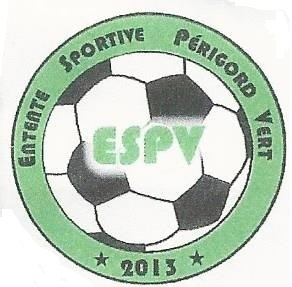 Entente Sportive Périgord Vert
ESPV
★ 2013 ★